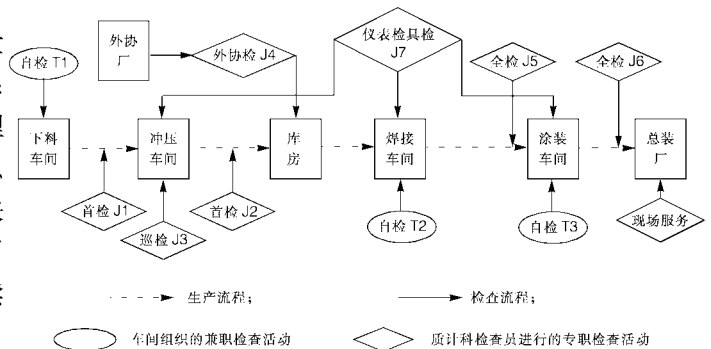 自检 T1
外协
厂
外协检 J4
仪表检具检
J7
全检 J5
全检 J6
下料
车间
冲压
车间
库
房
焊接
车间
涂装
车间
总装
厂
首检 J1
巡检 J3
首检 J2
自检 T2
自检 T3
现场服务
生产流程;
检查流程;
车间组织的兼职检查活动
质计科检查员进行的专职检查活动